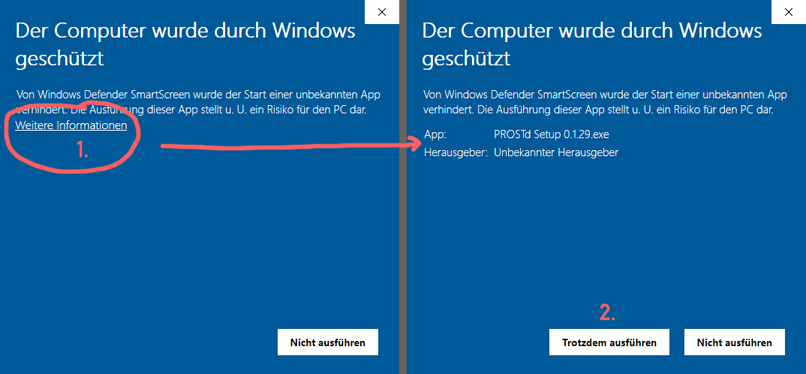 Der Computer wurde durch Windows
geschützt
Von Windows Defender SmartScreen wurde der Start einer unbekannten App
verhindert. Die Ausführung dieser App stellt u. U. ein Risiko für den PC dar.
Weitere Informationen
1.
Nicht ausführen
Der Computer wurde durch Windows
geschützt
Von Windows Defender SmartScreen wurde der Start einer unbekannten App
verhindert. Die Ausführung dieser App stellt u. U. ein Risiko für den PC dar.
App: PROSTd Setup 0.1.29.exe
Herausgeber: Unbekannter Herausgeber
2.
Trotzdem ausführen Nicht ausführen